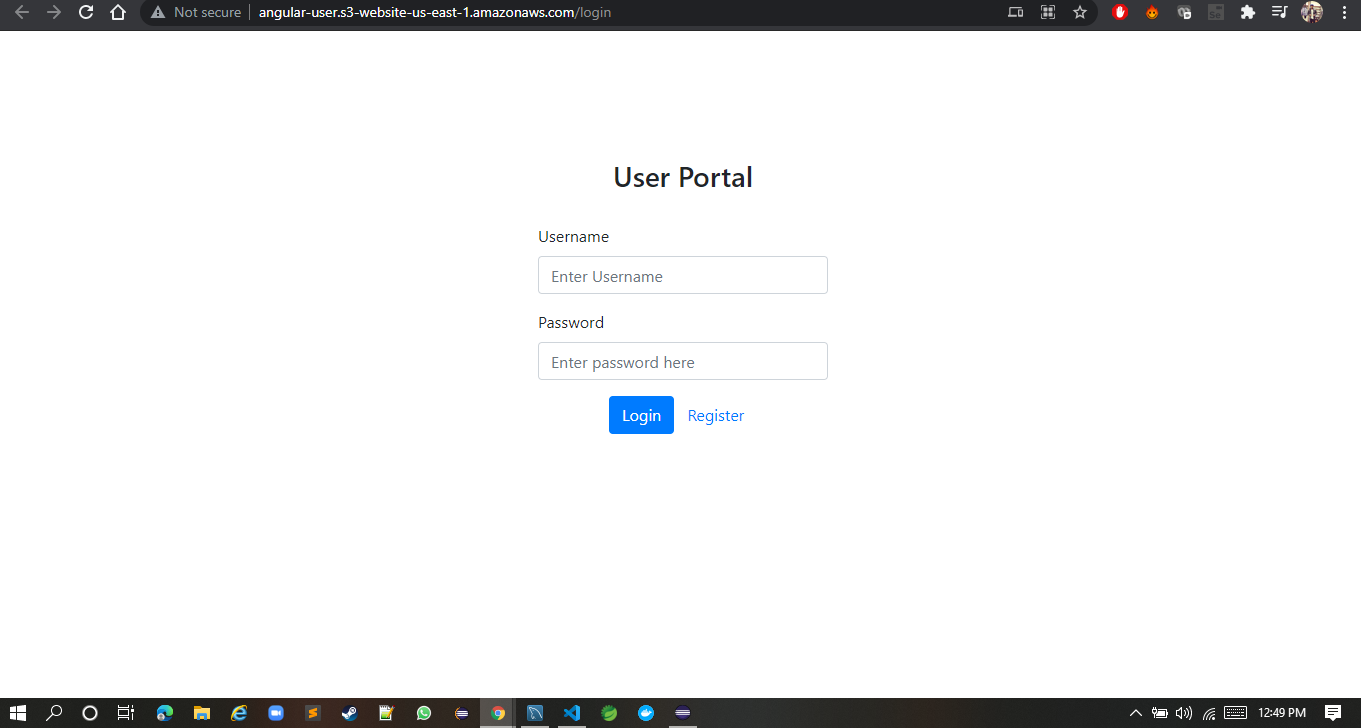 Not secure angular-user.s3-website-us-east-1.amazonaws.com/login
User Portal
Username
Enter Username
Password
Enter password here
Login Register
12:49 PM